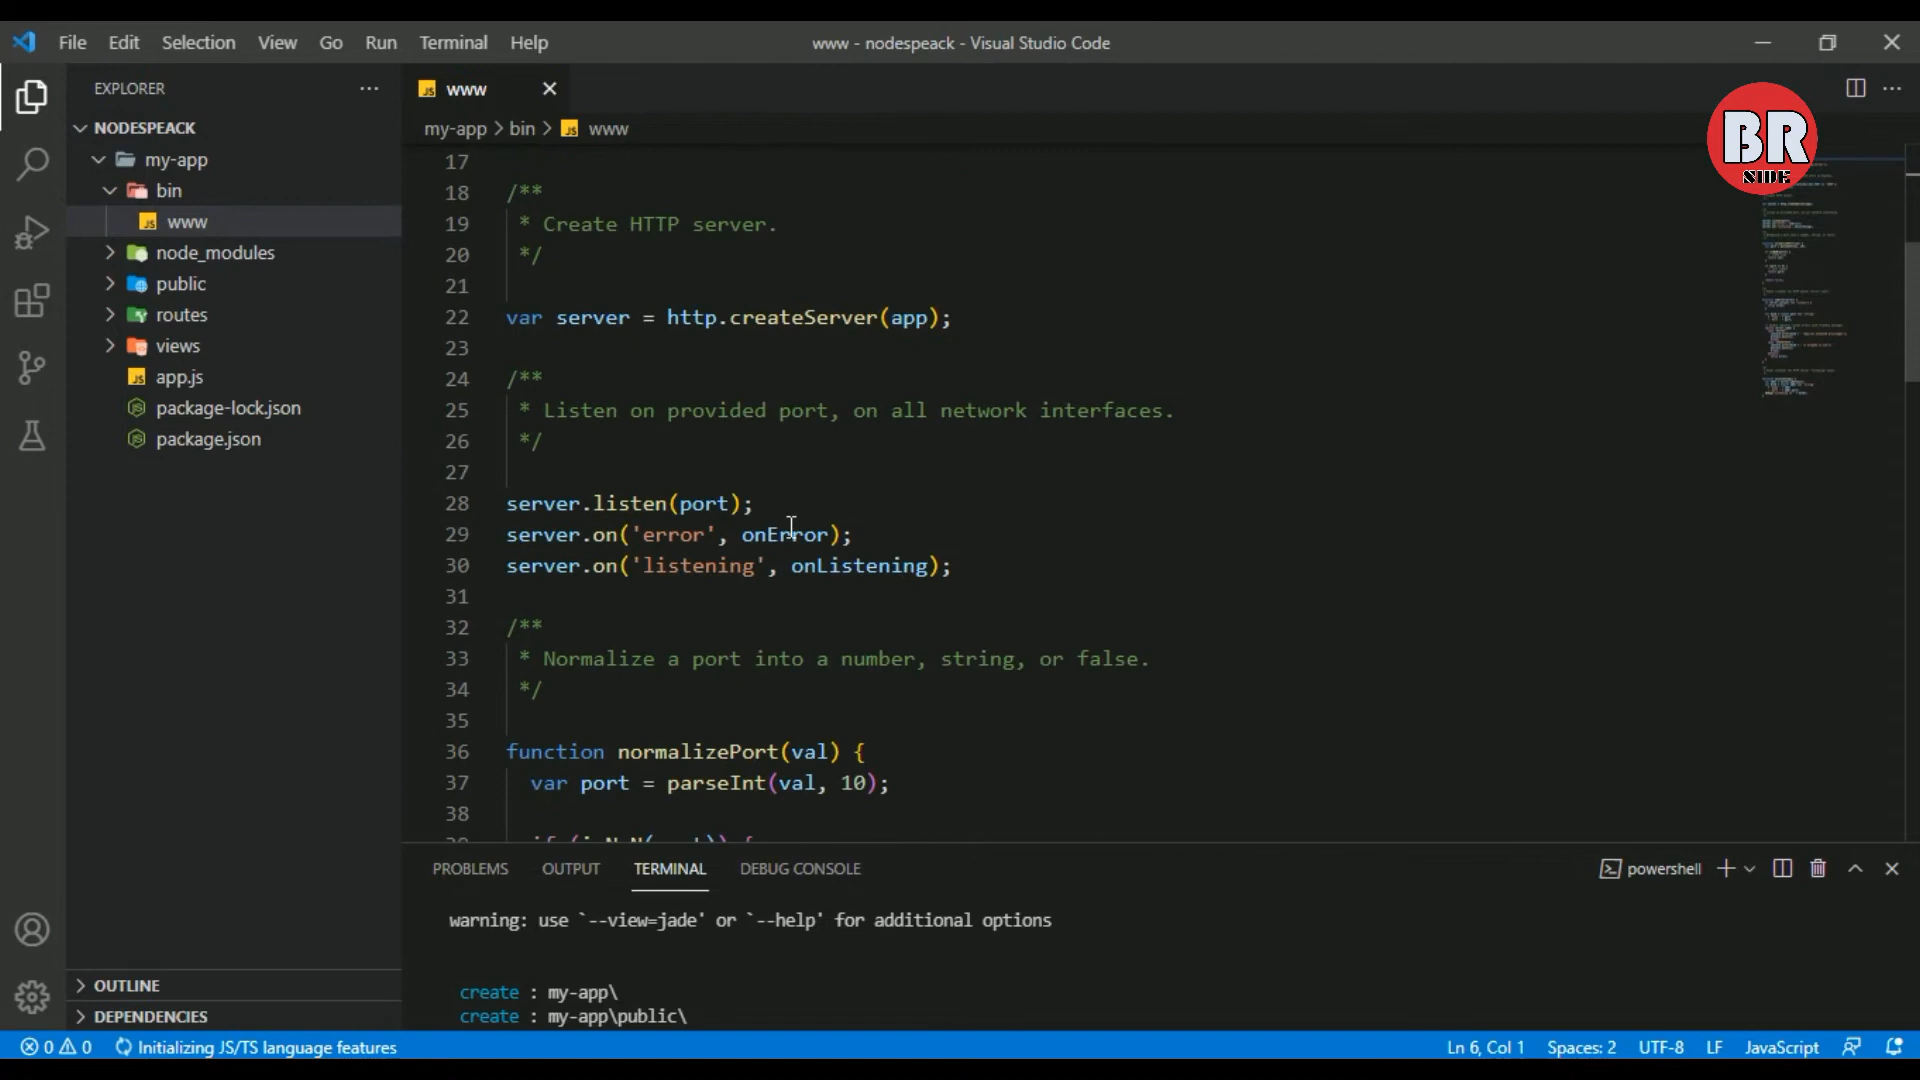 File Edit Selection View Go Run Terminal Help
www - nodespeack - Visual Studio Code
EXPLORER
www
BR
SIDE
NODESPEACK
my-app > bin > www
my-app
bin
www
node_modules
public
routes
views
app.js
package-lock.json
package.json
17
18 /**
19 * Create HTTP server.
20 */
21
22 var server = http.createServer(app);
23
24 /**
25 * Listen on provided port, on all network interfaces.
26 */
27
28 server.listen(port);
29 server.on('error', onError);
30 server.on('listening', onListening);
31
32 /**
33 * Normalize a port into a number, string, or false.
34 */
35
36 function normalizePort(val) {
37 var port = parseInt(val, 10);
38
PROBLEMS OUTPUT TERMINAL DEBUG CONSOLE
powershell
warning: use `--view=jade' or `--help' for additional options
create : my-app\
create : my-app\public\
OUTLINE
DEPENDENCIES
0 0 Initializing JS/TS language features
Ln 6, Col 1 Spaces: 2 UTF-8 LF JavaScript